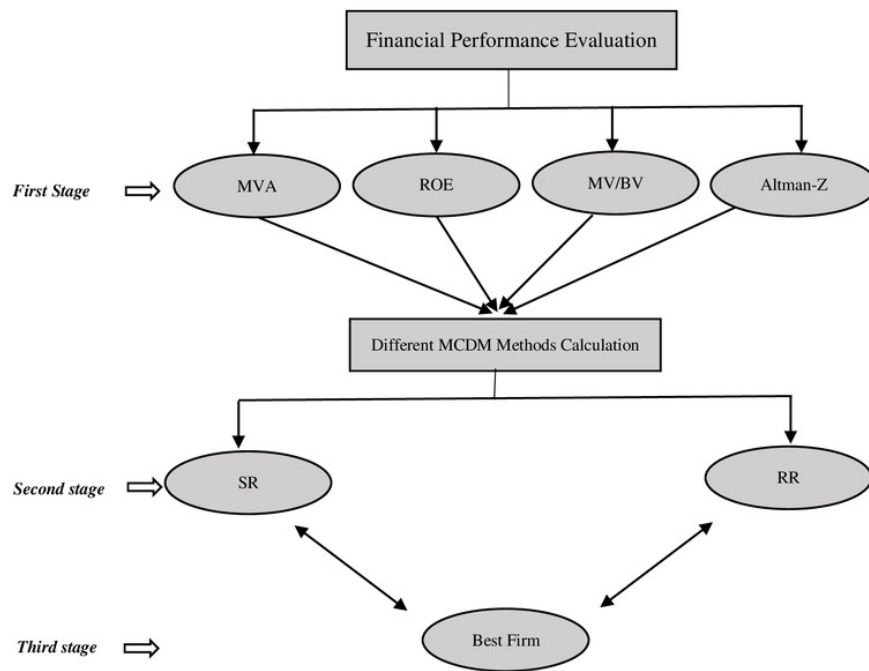 Financial Performance Evaluation
First Stage
MVA
ROE
MV/BV
Altman-Z
Different MCDM Methods Calculation
Second stage
SR
RR
Third stage
Best Firm